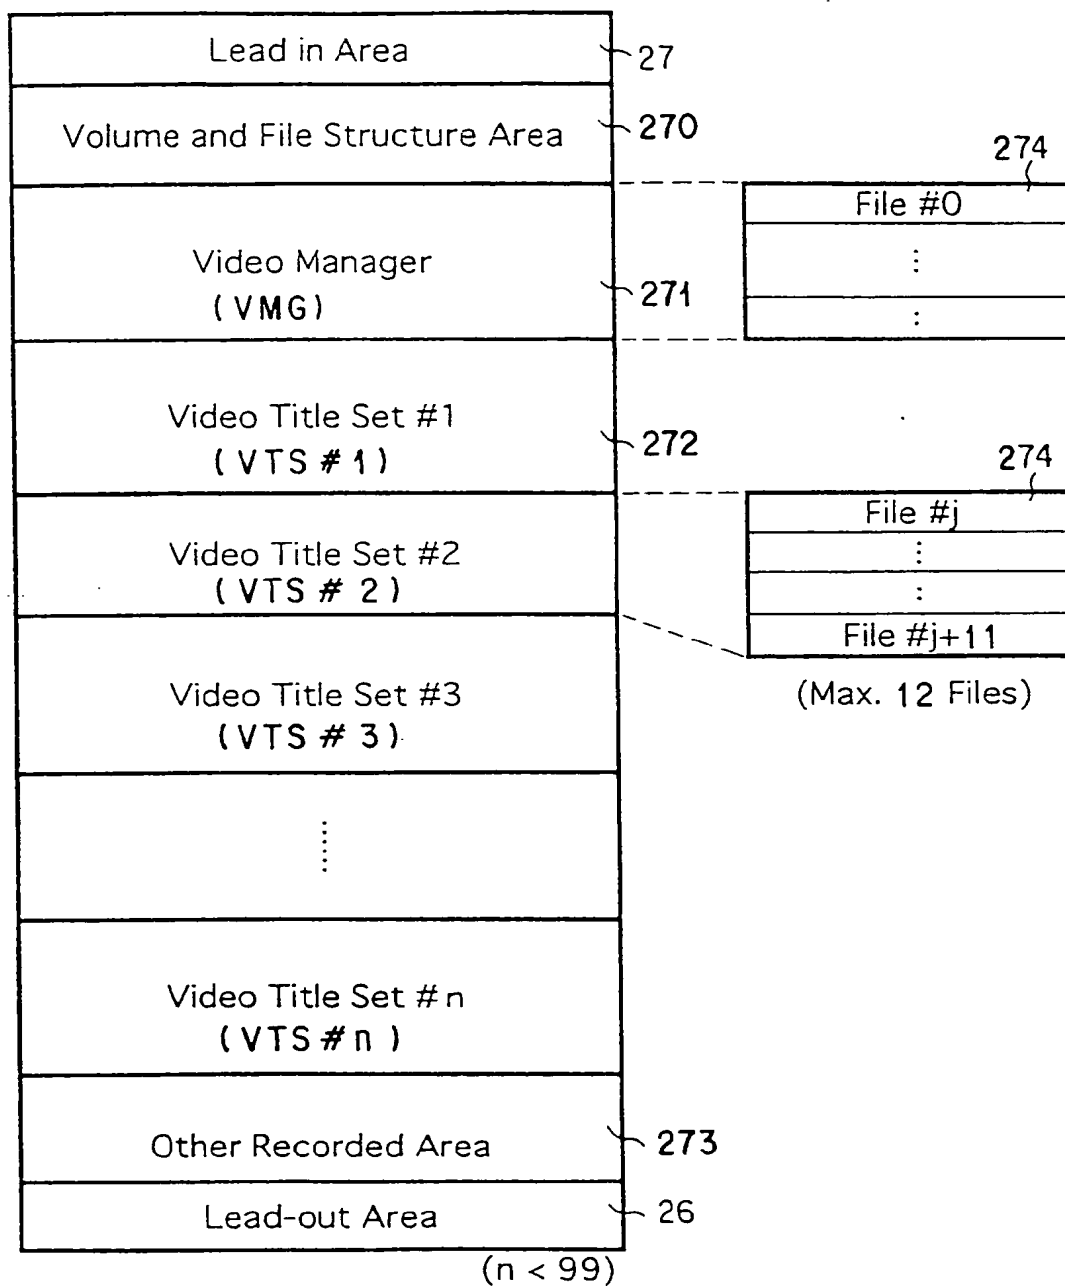 Lead in Area
27
Volume and File Structure Area
270
274
File #0
⋮
:
Video Manager
(VMG)
271
Video Title Set #1
(VTS #1)
272
274
File #j
⋮
:
File #j+11
(Max. 12 Files)
Video Title Set #2
(VTS # 2)
Video Title Set #3
(VTS # 3)
⋮
Video Title Set #n
(VTS #n)
Other Recorded Area
273
Lead-out Area
26
(n < 99)